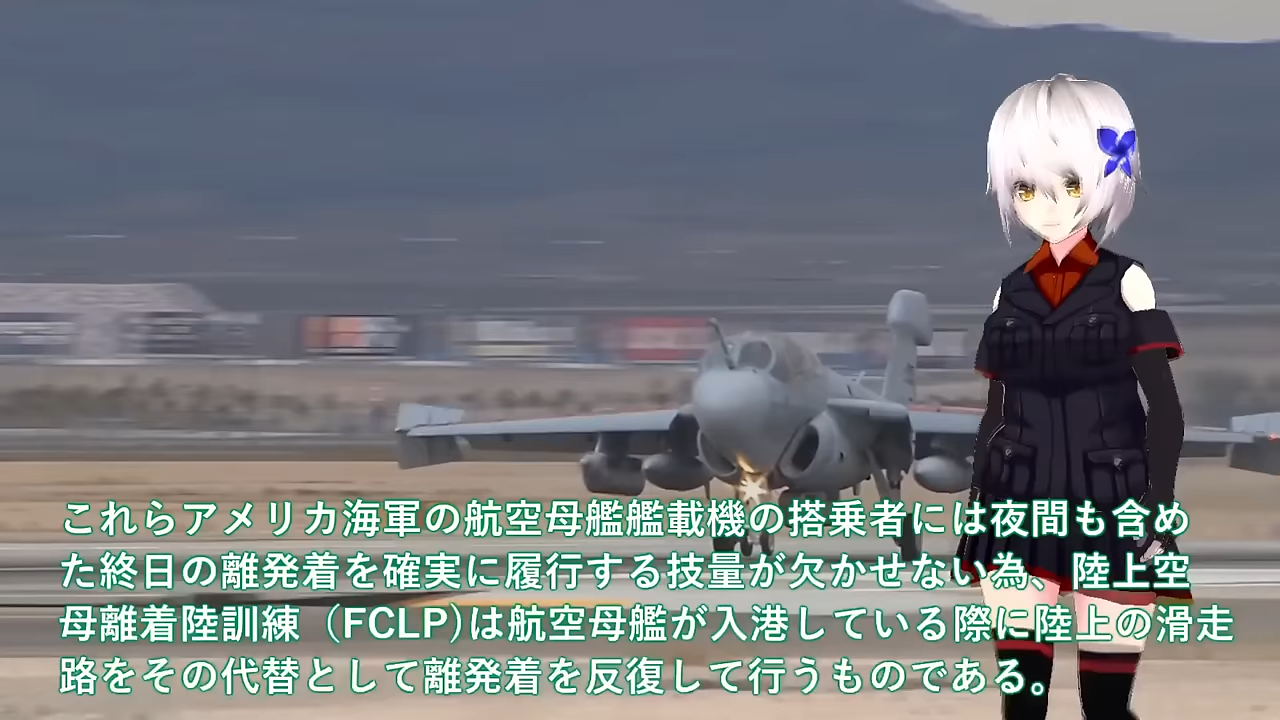 これらアメリカ海軍の航空母艦艦載機の搭乗者には夜間も含め
た終日の離発着を確実に履行する技量が欠かせない為、陸上空
母離着陸訓練（FCLP)は航空母艦が入港している際に陸上の滑走
路をその代替として離発着を反復して行うものである。